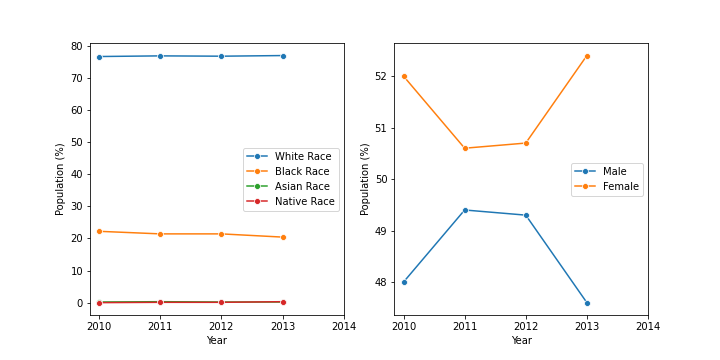 80
70
60
50
40
30
20
10
0
Population (%)
2010 2011 2012 2013 2014
Year
White Race
Black Race
Asian Race
Native Race
52
51
50
49
48
Population (%)
2010 2011 2012 2013 2014
Year
Male
Female